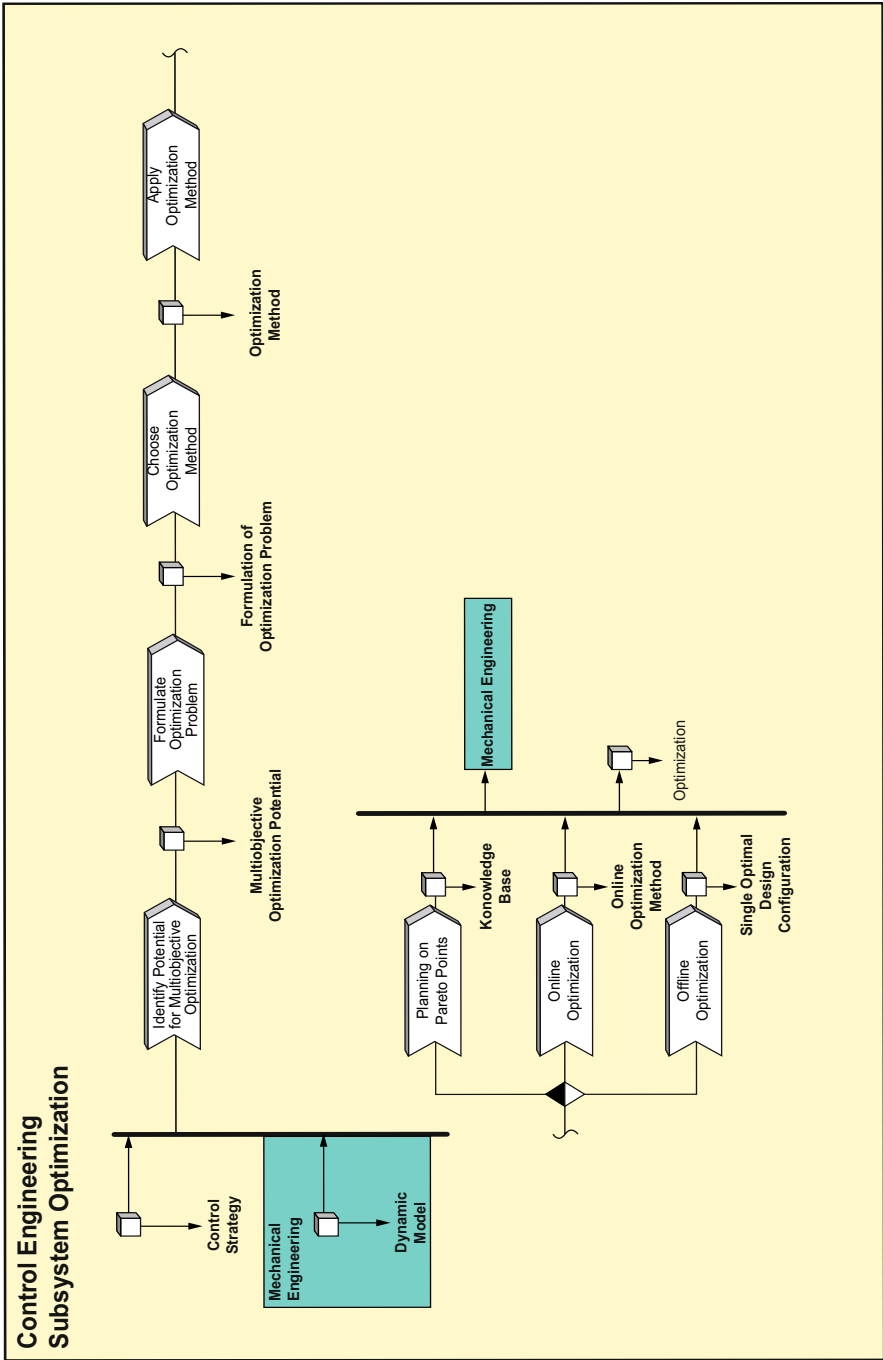 Control Engineering
Subsystem Optimization
Control
Strategy
Mechanical
Engineering
Dynamic
Model
Identify Potential
for Multiobjective
Optimization
Multiobjective
Optimization Potential
Formulate
Optimization
Problem
Formulation of
Optimization Problem
Choose
Optimization
Method
Optimization
Method
Apply
Optimization
Method
Planning on
Pareto Points
Konowledge
Base
Online
Optimization
Online
Optimization
Method
Offline
Optimization
Single Optimal
Design
Configuration
Mechanical Engineering
Optimization